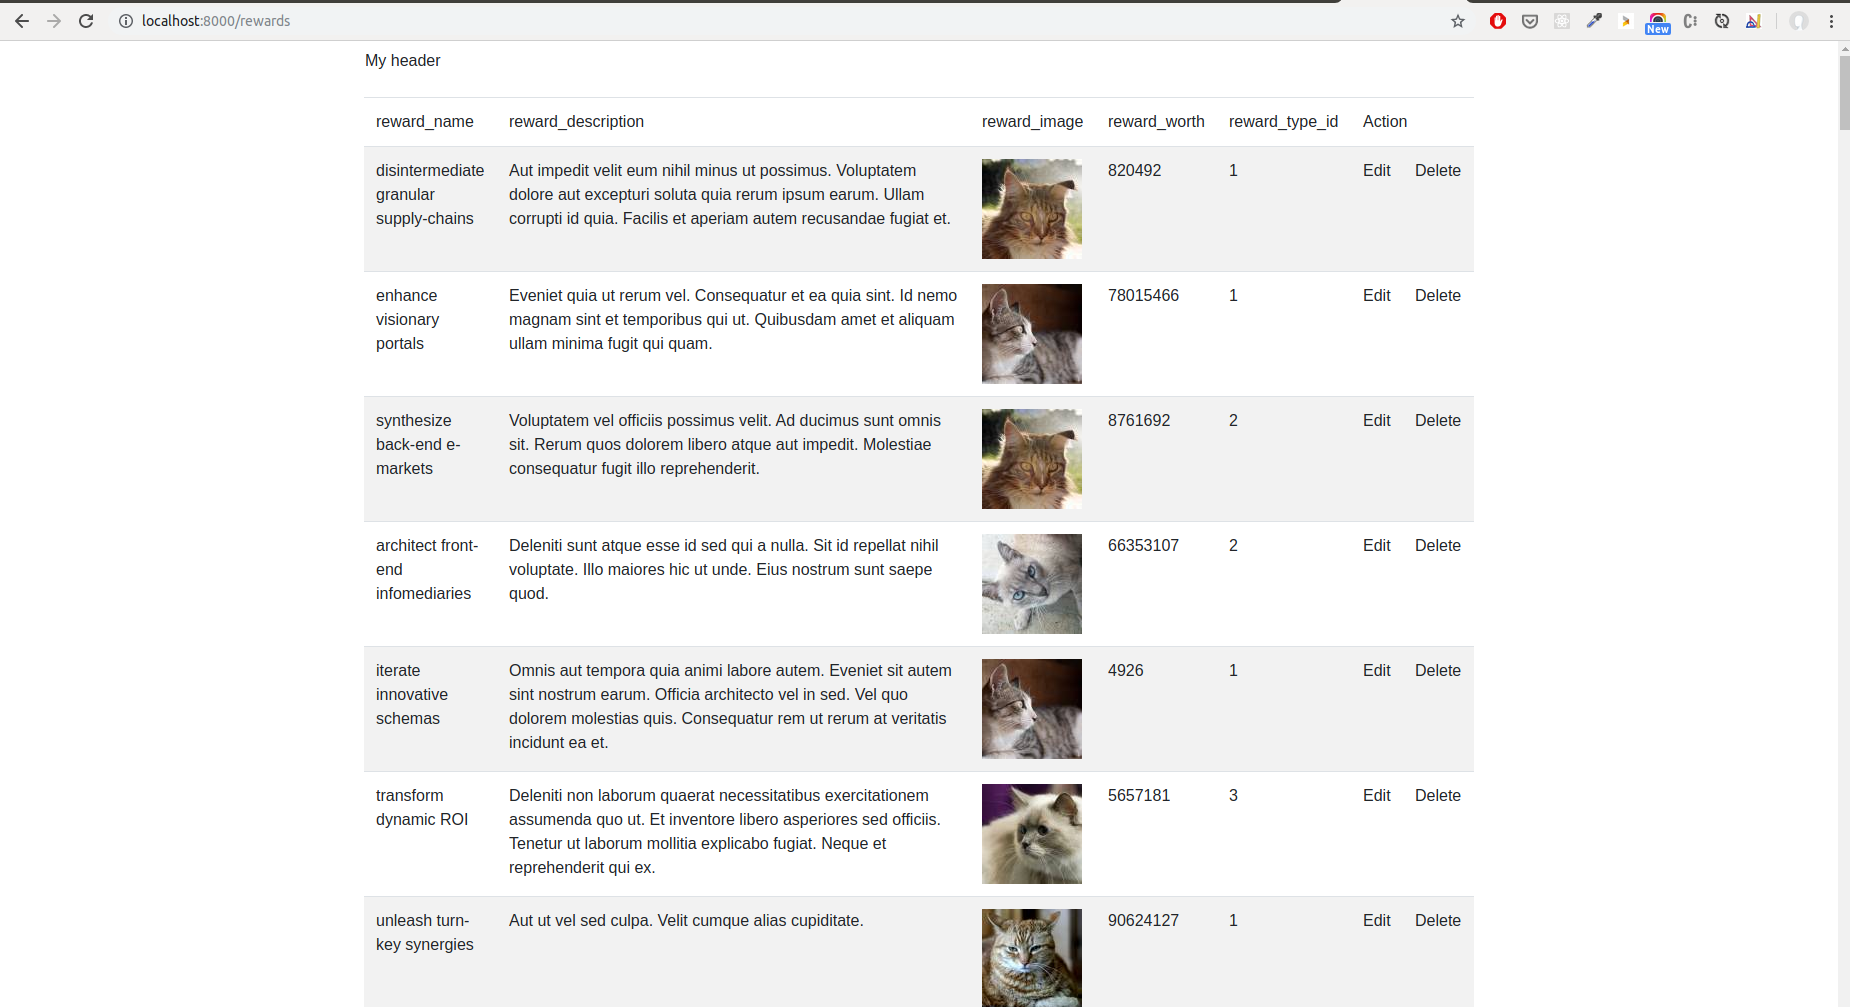 localhost:8000/rewards
New
My header
reward_name reward_description reward_image reward_worth reward_type_id Action
disintermediate granular supply-chains
Aut impedit velit eum nihil minus ut possimus. Voluptatem
dolore aut excepturi soluta quia rerum ipsum earum. Ullam
corrupti id quia. Facilis et aperiam autem recusandae fugiat et.
820492 1 Edit Delete
enhance
visionary
portals
Eveniet quia ut rerum vel. Consequatur et ea quia sint. Id nemo
magnam sint et temporibus qui ut. Quibusdam amet et aliquam
ullam minima fugit qui quam.
78015466 1 Edit Delete
synthesize
back-end e-
markets
Voluptatem vel officiis possimus velit. Ad ducimus sunt omnis
sit. Rerum quos dolorem libero atque aut impedit. Molestiae
consequatur fugit illo reprehenderit.
8761692 2 Edit Delete
architect front-
end
infomediaries
Deleniti sunt atque esse id sed qui a nulla. Sit id repellat nihil
voluptate. Illo maiores hic ut unde. Eius nostrum sunt saepe
quod.
66353107 2 Edit Delete
iterate
innovative
schemas
Omnis aut tempora quia animi labore autem. Eveniet sit autem
sint nostrum earum. Officia architecto vel in sed. Vel quo
dolorem molestias quis. Consequatur rem ut rerum at veritatis
incidunt ea et.
4926 1 Edit Delete
transform
dynamic ROI
Deleniti non laborum quaerat necessitatibus exercitationem
assumenda quo ut. Et inventore libero asperiores sed officiis.
Tenetur ut laborum mollitia explicabo fugiat. Neque et
reprehenderit qui ex.
5657181 3 Edit Delete
unleash turn-
key synergies
Aut ut vel sed culpa. Velit cumque alias cupiditate.
90624127 1 Edit Delete